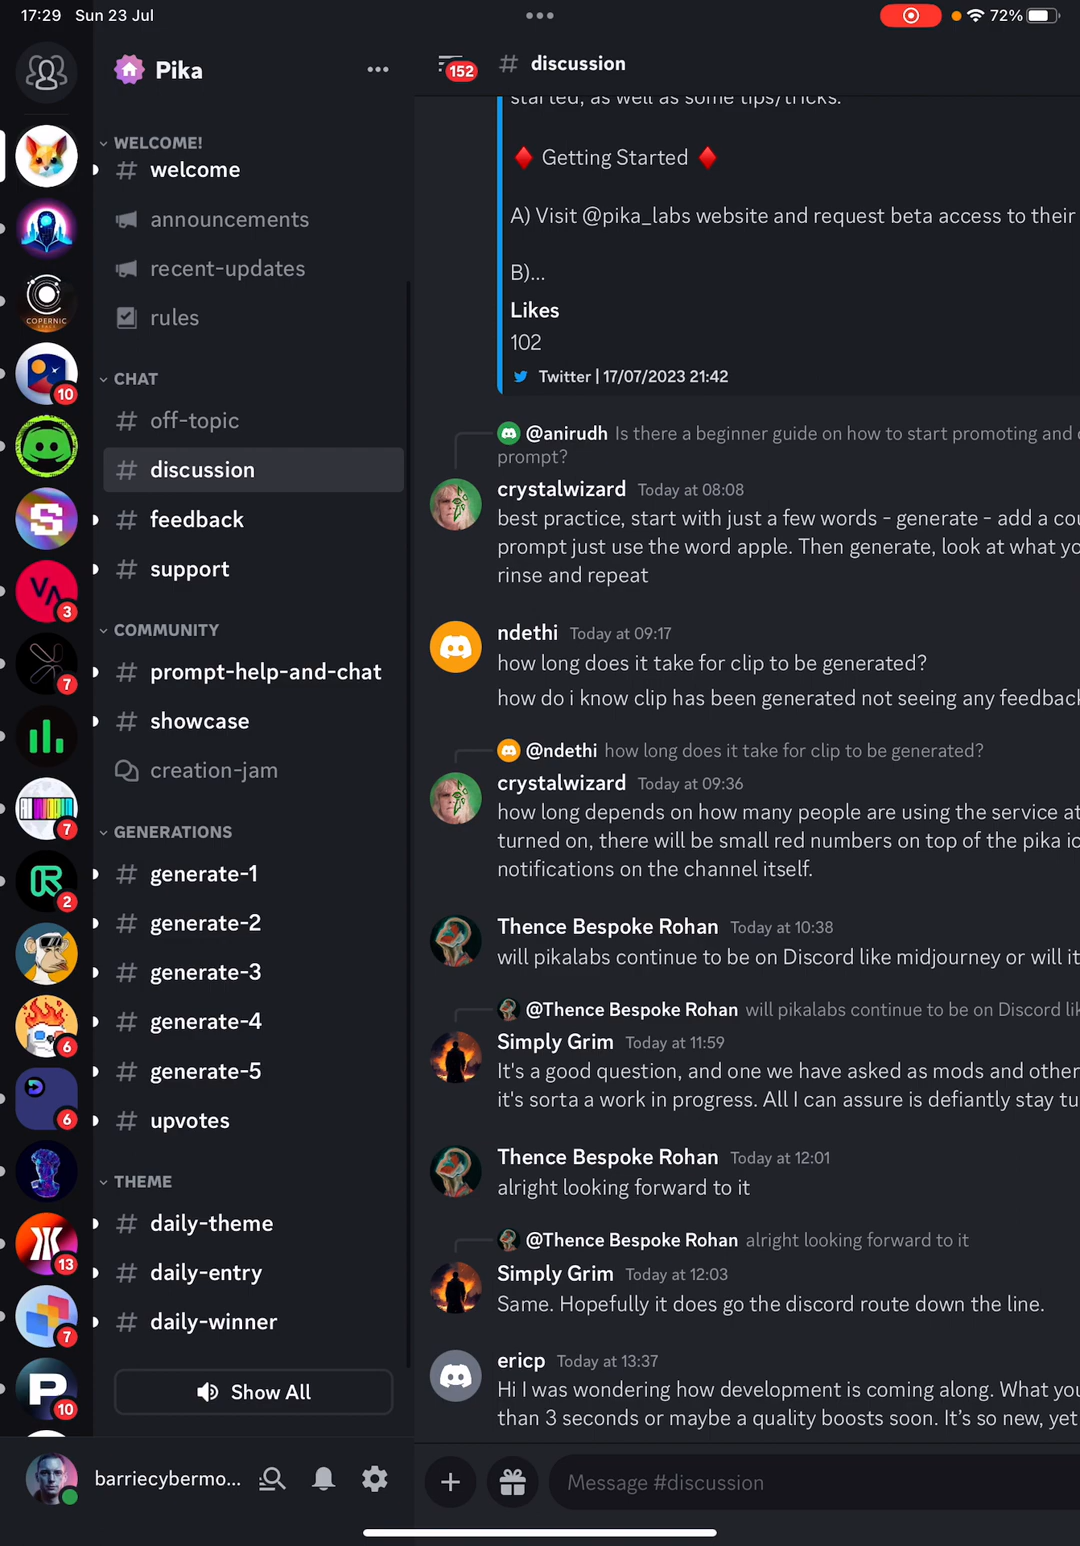 17:29 Sun 23 Jul
72%
Pika
WELCOME!
welcome
announcements
recent-updates
rules
CHAT
off-topic
discussion
feedback
support
COMMUNITY
prompt-help-and-chat
showcase
creation-jam
GENERATIONS
generate-1
generate-2
generate-3
generate-4
generate-5
upvotes
THEME
daily-theme
daily-entry
daily-winner
Show All
barriecybermo...
COPERNIC
SPACE
10
3
7
7
2
6
6
13
7
10
152
# discussion
started, as well as some tips/tricks.
Getting Started
A) Visit @pika_labs website and request beta access to their
B)...
Likes
102
Twitter | 17/07/2023 21:42
@anirudh Is there a beginner guide on how to start promoting and
prompt?
crystalwizard Today at 08:08
best practice, start with just a few words - generate - add a
prompt just use the word apple. Then generate, look at what
rinse and repeat
ndethi Today at 09:17
how long does it take for clip to be generated?
how do i know clip has been generated not seeing any feedback
@ndethi how long does it take for clip to be generated?
crystalwizard Today at 09:36
how long depends on how many people are using the service at
turned on, there will be small red numbers on top of the pika
notifications on the channel itself.
Thence Bespoke Rohan Today at 10:38
will pikalabs continue to be on Discord like midjourney or will it
@Thence Bespoke Rohan will pikalabs continue to be on Discord
Simply Grim Today at 11:59
It's a good question, and one we have asked as mods and other
it's sorta a work in progress. All I can assure is defiantly stay
Thence Bespoke Rohan Today at 12:01
alright looking forward to it
@Thence Bespoke Rohan alright looking forward to it
Simply Grim Today at 12:03
Same. Hopefully it does go the discord route down the line.
ericp Today at 13:37
Hi I was wondering how development is coming along. What
than 3 seconds or maybe a quality boosts soon. It's so new, yet
Message #discussion